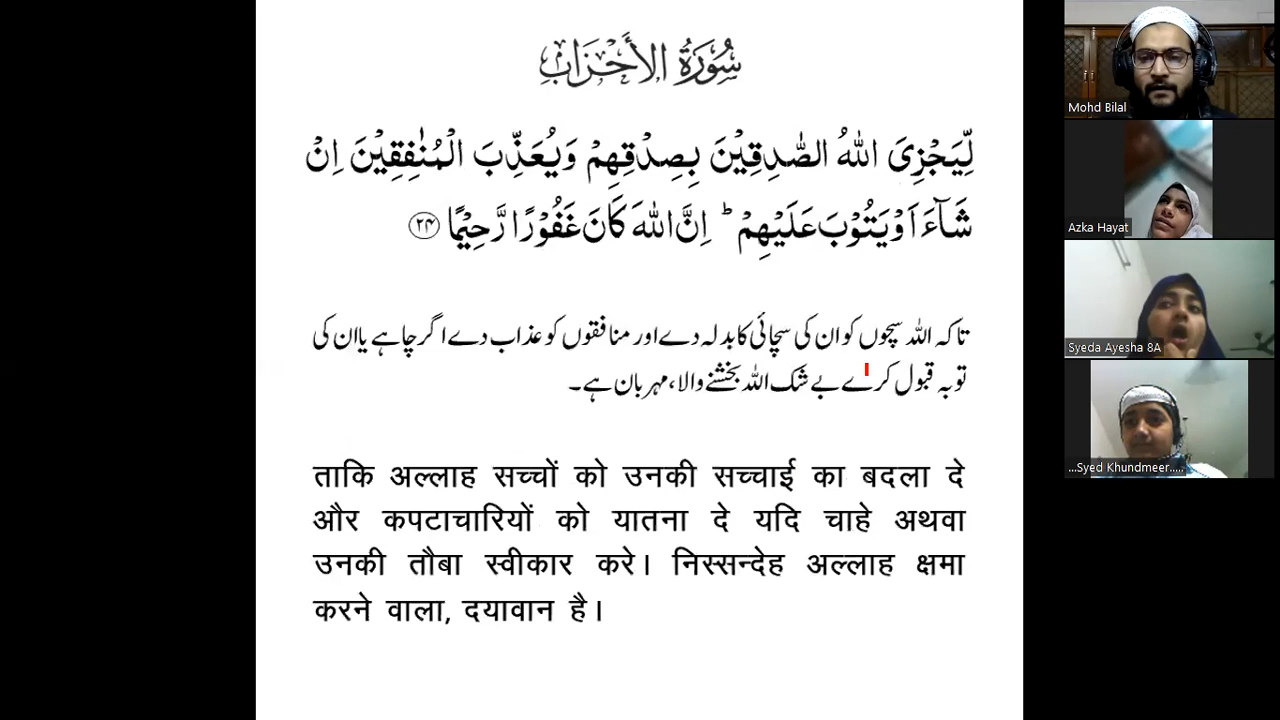 سُوْرَةُ الأَحْزَاب
لِّيَجْزِيَ اللّٰهُ الصّٰدِقِيْنَ بِصِدْقِهِمْ وَيُعَذِّبَ الْمُنٰفِقِيْنَ اِنْ
شَآءَ اَوْ يَتُوْبَ عَلَيْهِمْ ؕ اِنَّ اللّٰهَ كَانَ غَفُوْرًا رَّحِيْمًا ﴿۲۴﴾
تاکہ اللہ سچوں کو ان کی سچائی کا بدلہ دے اور منافقوں کو عذاب دے اگر چاہے یا ان کی
توبہ قبول کرے بے شک اللہ بخشنے والا، مہربان ہے۔
ताकि अल्लाह सच्चों को उनकी सच्चाई का बदला दे
और कपटाचारियों को यातना दे यदि चाहे अथवा
उनकी तौबा स्वीकार करे। निस्सन्देह अल्लाह क्षमा
करने वाला, दयावान है।
Mohd Bilal
Azka Hayat
Syeda Ayesha 8A
...Syed Khundmeer.....